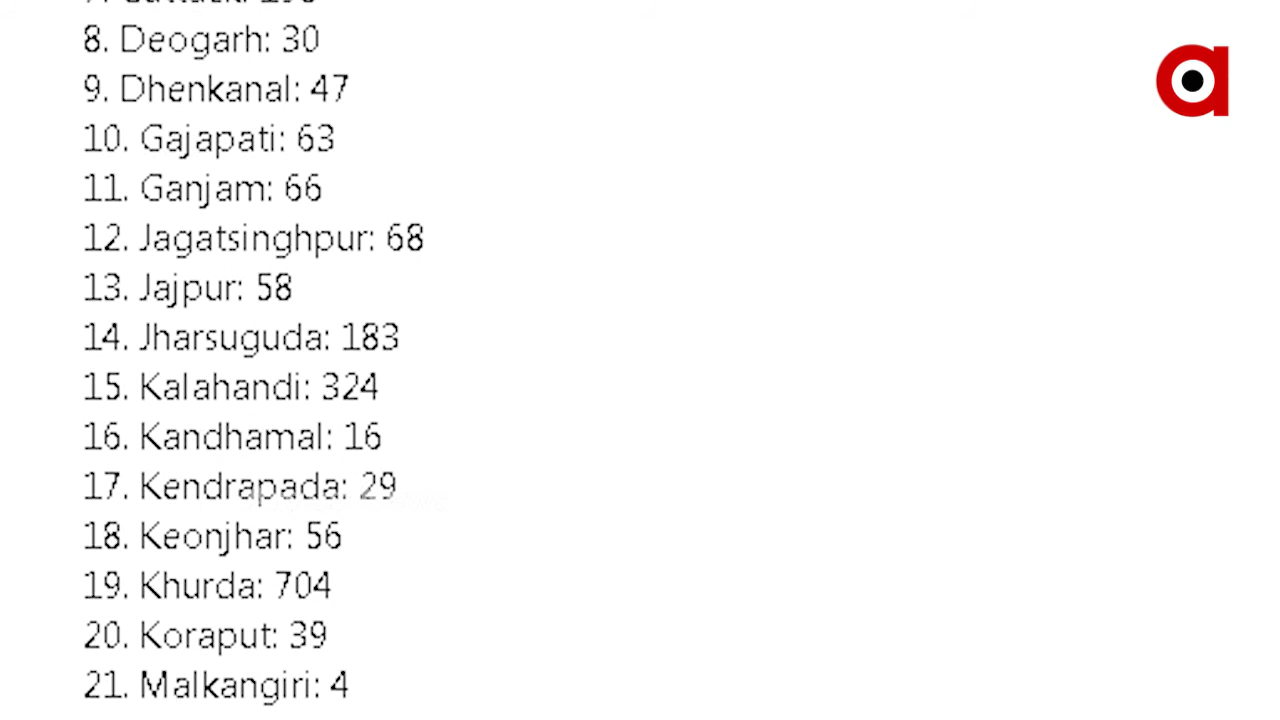 8. Deogarh: 30
9. Dhenkanal: 47
10. Gajapati: 63
11. Ganjam: 66
12. Jagatsinghpur: 68
13. Jajpur: 58
14. Jharsuguda: 183
15. Kalahandi: 324
16. Kandhamal: 16
17. Kendrapada: 29
18. Keonjhar: 56
19. Khurda: 704
20. Koraput: 39
21. Malkangiri: 4